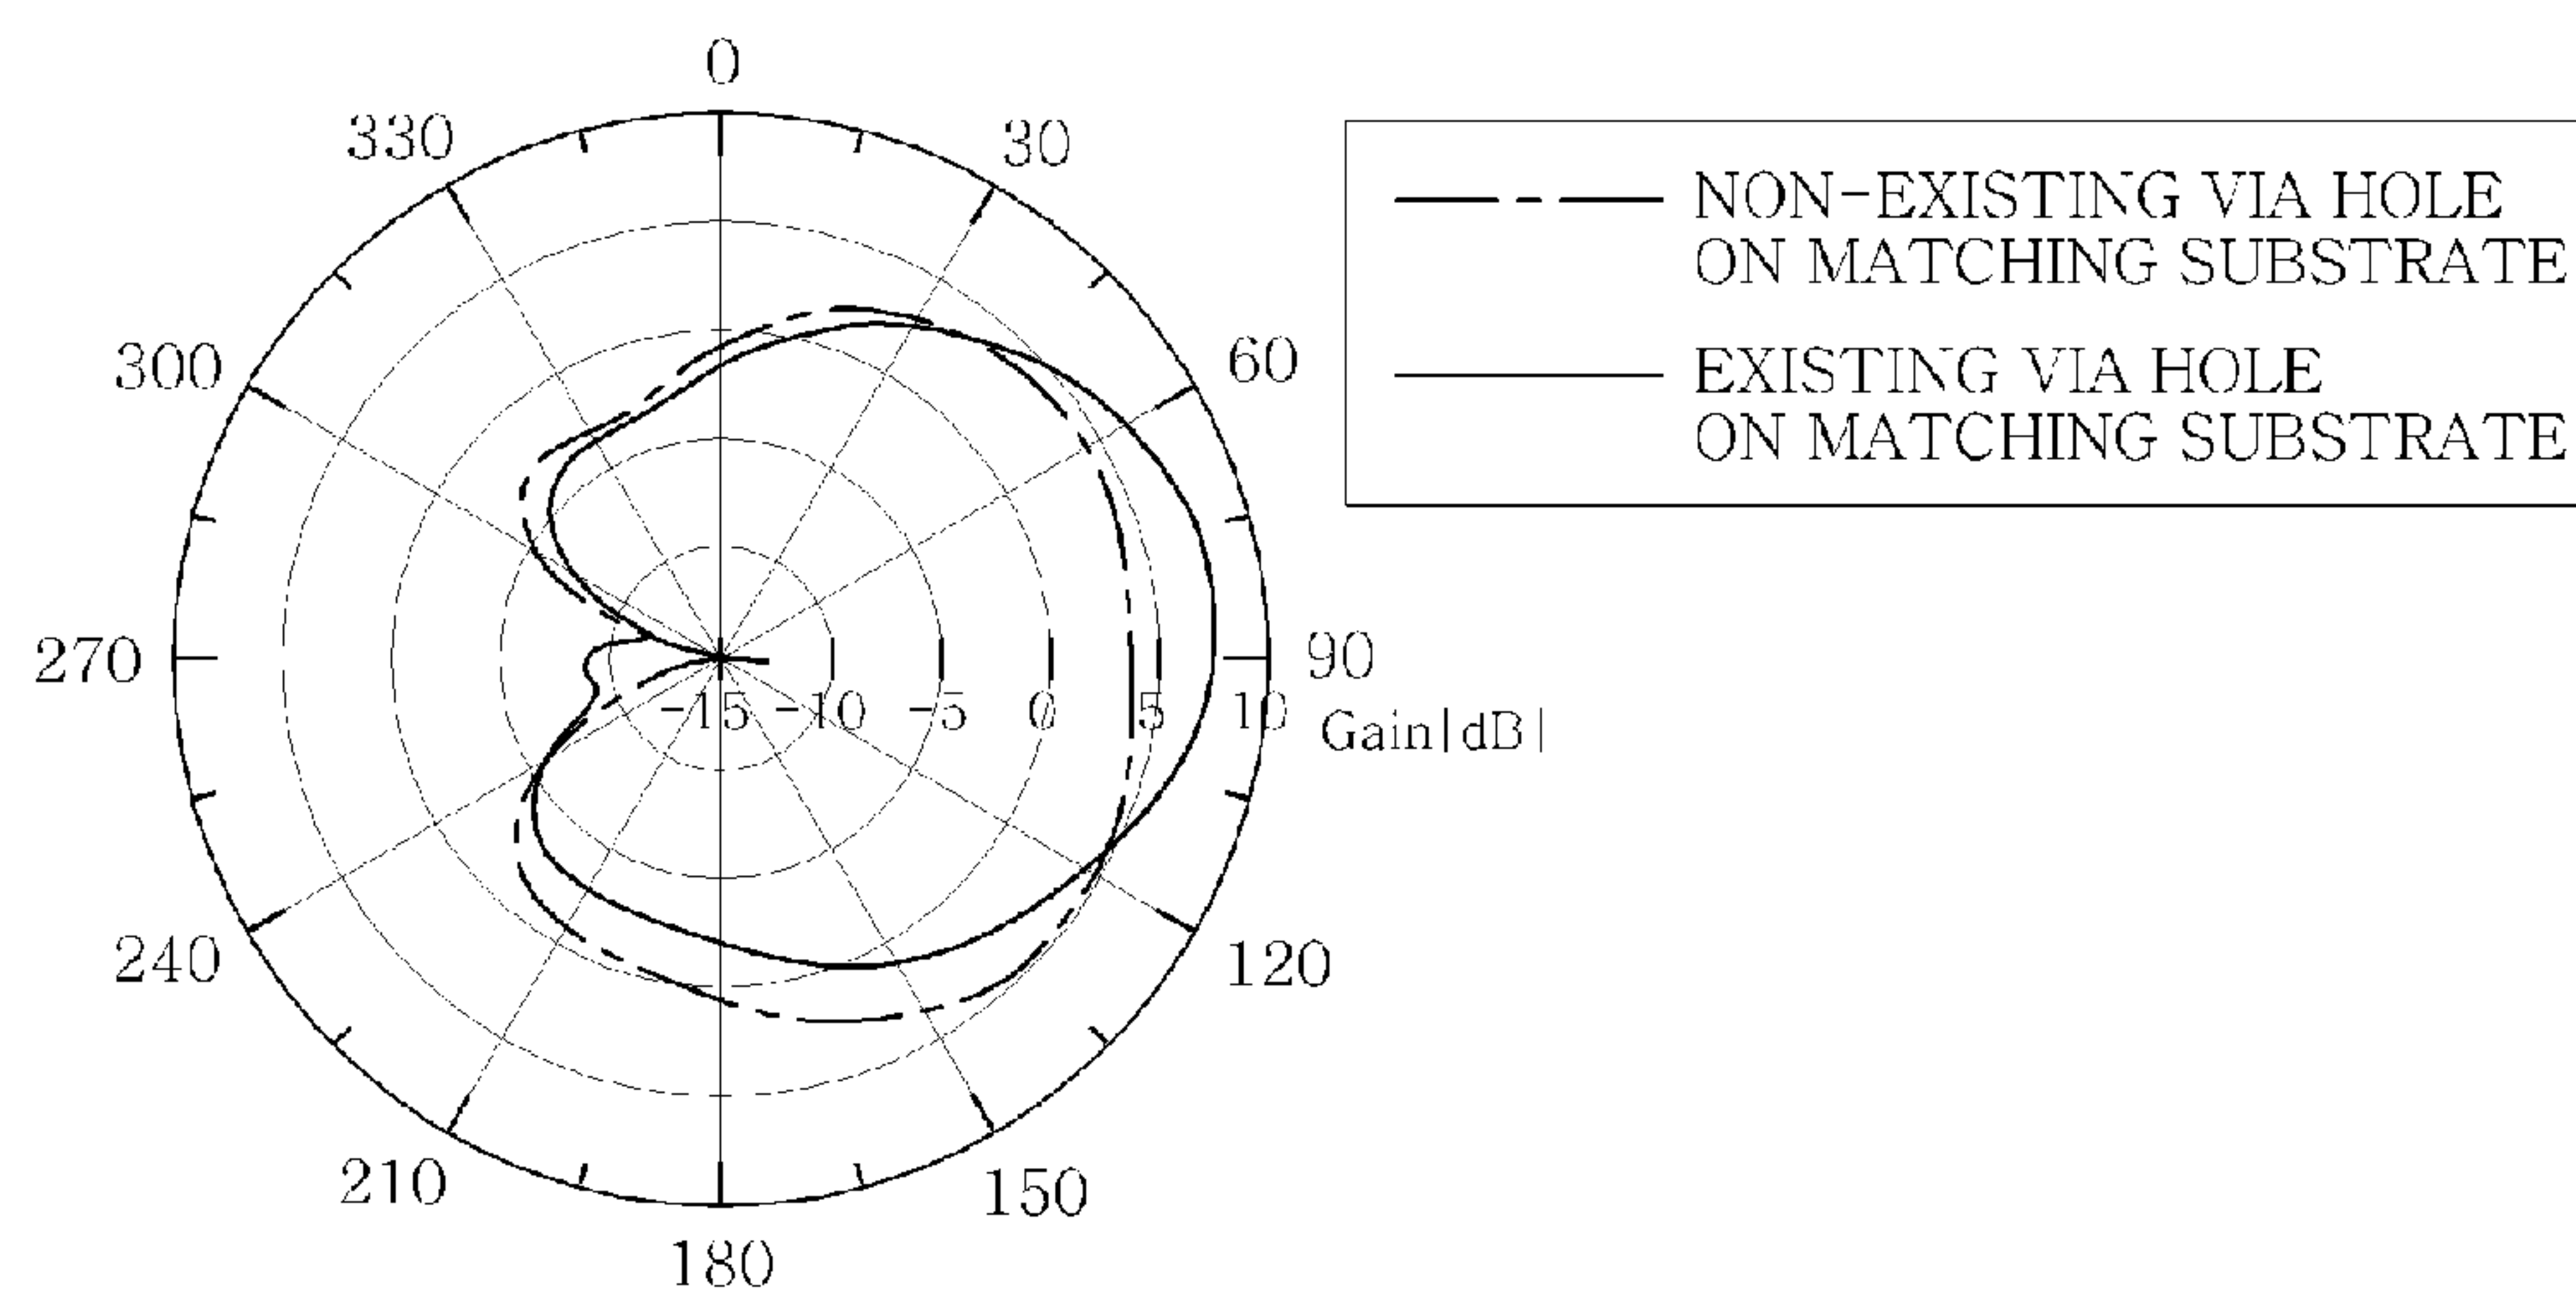 0
30
60
90
120
150
180
210
240
270
300
330
-15 -10 -5 0 5 10
Gain|dB|
NON-EXISTING VIA HOLE
ON MATCHING SUBSTRATE
EXISTING VIA HOLE
ON MATCHING SUBSTRATE